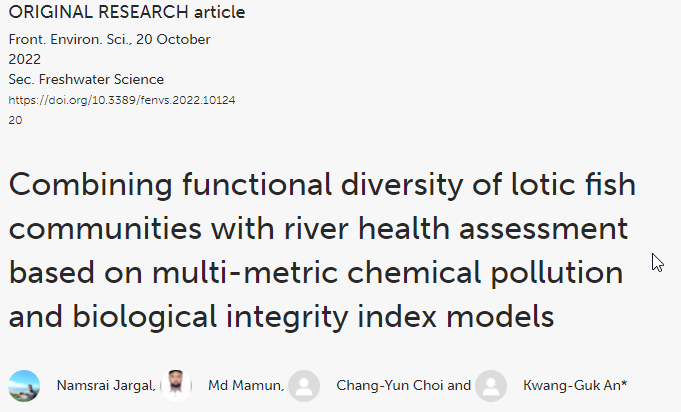 ORIGINAL RESEARCH article
Front. Environ. Sci., 20 October
2022
Sec. Freshwater Science
https://doi.org/10.3389/fenvs.2022.10124
20
Combining functional diversity of lotic fish
communities with river health assessment
based on multi-metric chemical pollution
and biological integrity index models
Namsrai Jargal, Md Mamun, Chang-Yun Choi and Kwang-Guk An*